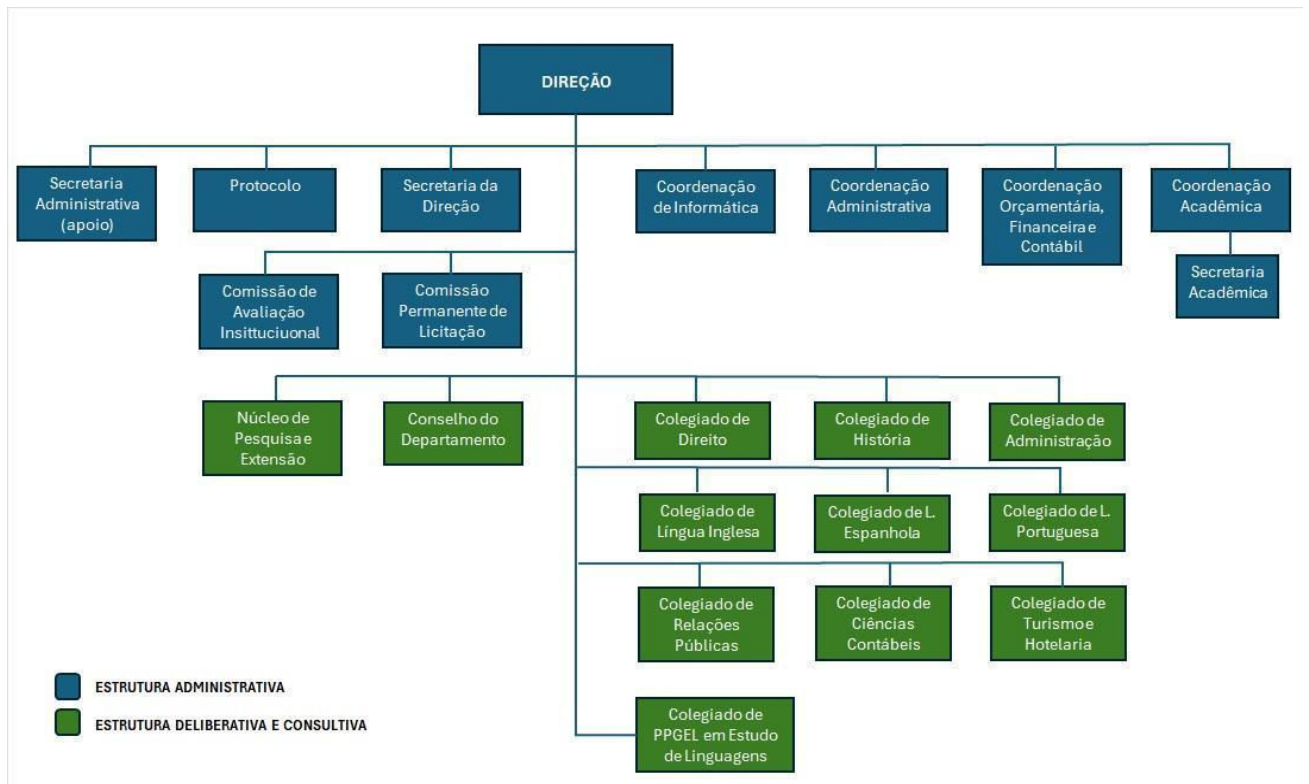 DIREÇÃO
Secretaria
Administrativa
(apoio)
Protocolo
Secretaria da
Direção
Coordenação
de Informática
Coordenação
Administrativa
Coordenação
Orçamentária,
Financeira e
Contábil
Coordenação
Acadêmica
Secretaria
Acadêmica
Comissão de
Avaliação
Insittuciuonal
Comissão
Permanente de
Licitação
Núcleo de
Pesquisa e
Extensão
Conselho do
Departamento
Colegiado de
Direito
Colegiado de
História
Colegiado de
Administração
Colegiado de
Língua Inglesa
Colegiado de L.
Espanhola
Colegiado de L.
Portuguesa
Colegiado de
Relações
Públicas
Colegiado de
Ciências
Contábeis
Colegiado de
Turismo e
Hotelaria
Colegiado de
PPGEL em Estudo
de Linguagens
ESTRUTURA ADMINISTRATIVA
ESTRUTURA DELIBERATIVA E CONSULTIVA